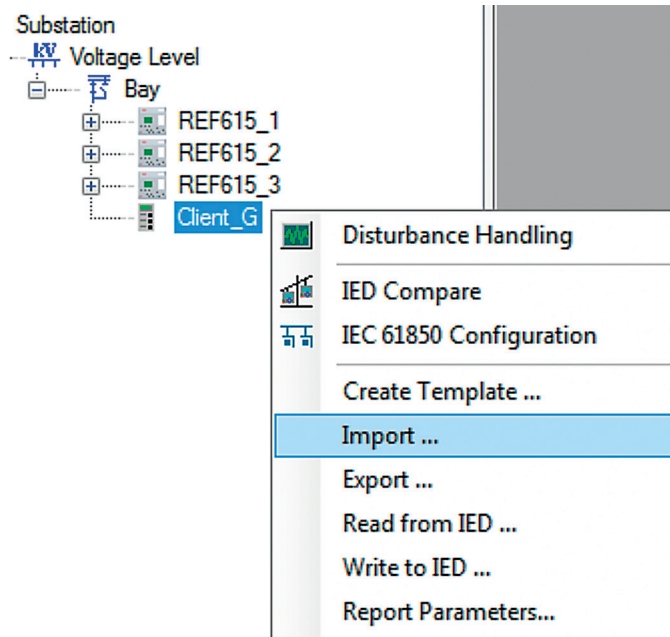 Substation
KV Voltage Level
Bay
REF615_1
REF615_2
REF615_3
Client_G
Disturbance Handling
IED Compare
IEC 61850 Configuration
Create Template ...
Import ...
Export ...
Read from IED ...
Write to IED ...
Report Parameters...